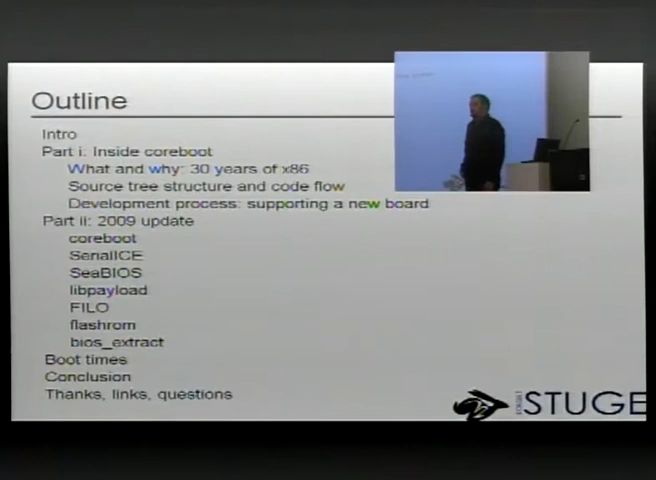 Outline
Intro
Part i: Inside coreboot
What and why: 30 years of x86
Source tree structure and code flow
Development process: supporting a new board
Part ii: 2009 update
coreboot
SerialICE
SeaBIOS
libpayload
FILO
flashrom
bios_extract
Boot times
Conclusion
Thanks, links, questions
STUGE